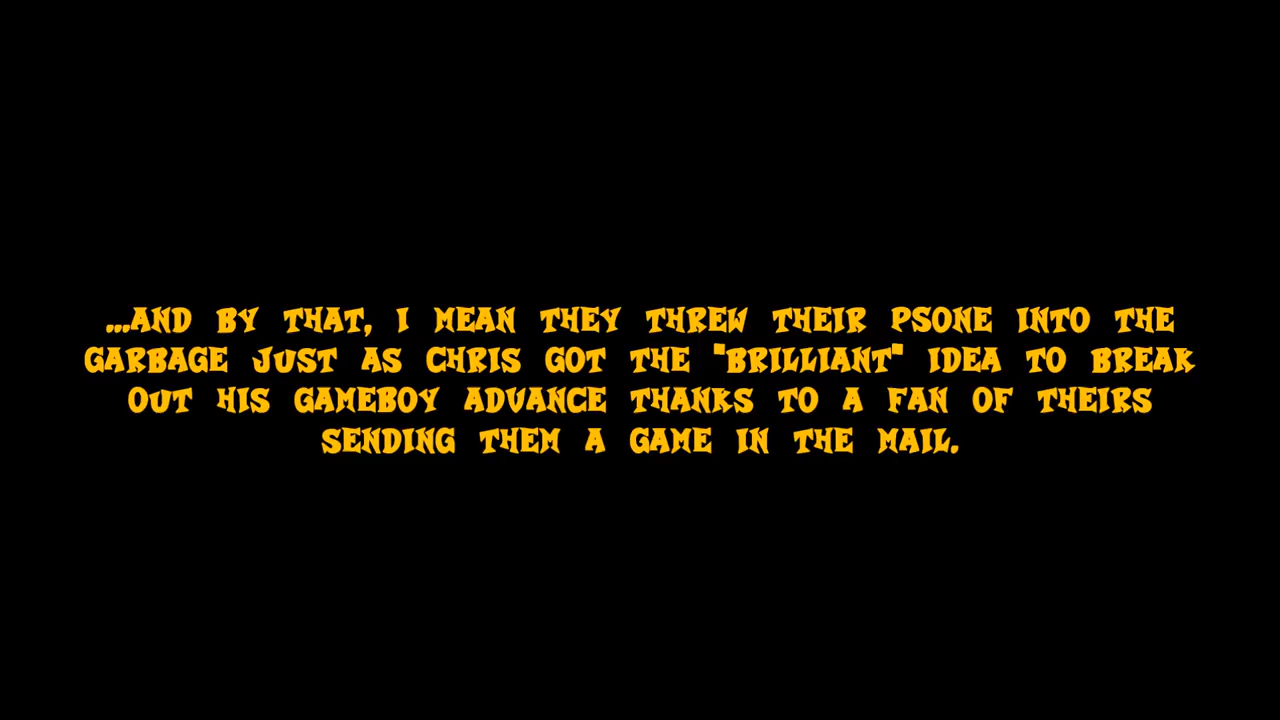 ...AND BY THAT, I MEAN THEY THREW THEIR PSONE INTO THE
GARBAGE JUST AS CHRIS GOT THE "BRILLIANT" IDEA TO BREAK
OUT HIS GAMEBOY ADVANCE THANKS TO A FAN OF THEIRS
SENDING THEM A GAME IN THE MAIL.